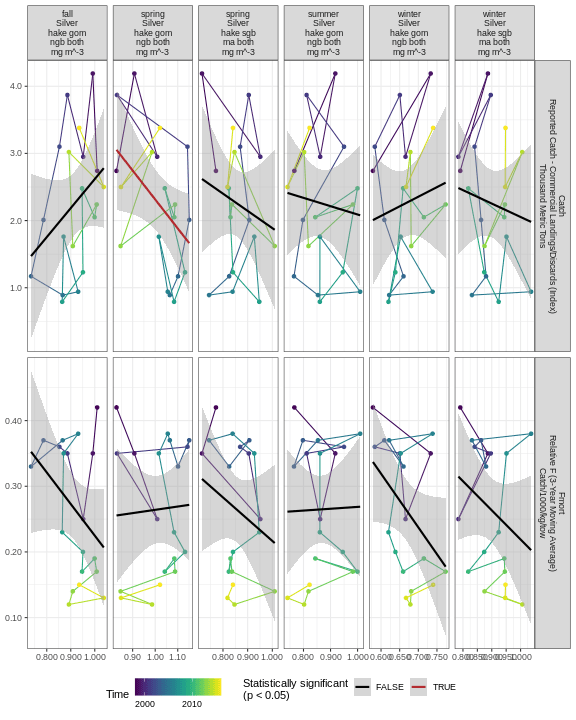 fall
Silver
hake gom
ngb both
mg m^-3
spring
Silver
hake gom
ngb both
mg m^-3
spring
Silver
hake sgb
ma both
mg m^-3
summer
Silver
hake gom
ngb both
mg m^-3
winter
Silver
hake gom
ngb both
mg m^-3
winter
Silver
hake sgb
ma both
mg m^-3
4.0
3.0
2.0
1.0
Catch
Reported Catch - Commercial Landings/Discards (Index)
Thousand Metric Tons
0.40
0.30
0.20
0.10
Fmort
Relative F (3-Year Moving Average)
Catch/1000/kg/tow
0.800 0.900 1.000
0.90 1.00 1.10
0.800 0.900 1.000
0.800 0.900 1.000
0.600 0.650 0.700 0.750
0.800 0.850 0.900 0.950 1.000
Time
2000 2010
Statistically significant
(p < 0.05)
FALSE
TRUE